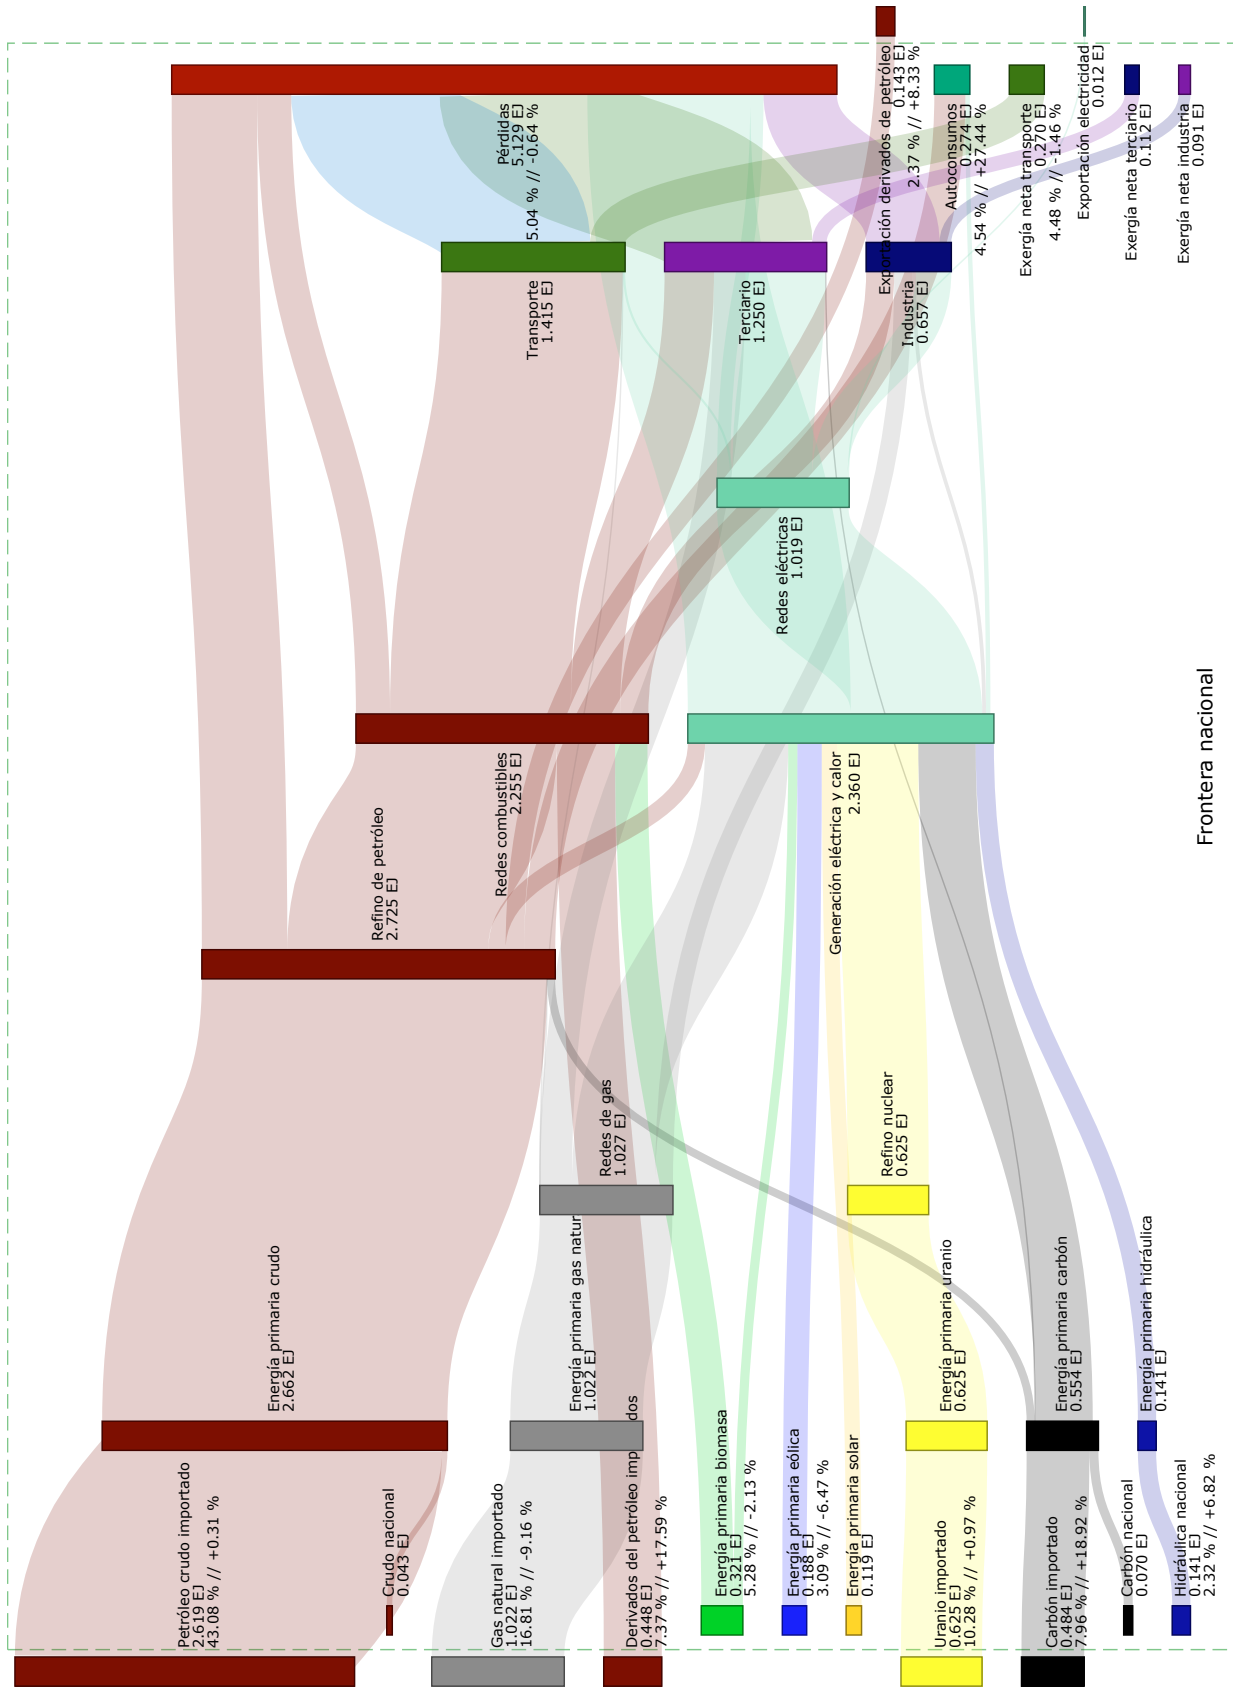 Petróleo crudo importado
2.619 EJ
43.08 % // +0.31 %
Crudo nacional
0.043 EJ
Gas natural importado
1.022 EJ
16.81 % // -9.16 %
Derivados del petróleo importados
0.448 EJ
7.37 % // +17.59 %
Energía primaria biomasa
0.321 EJ
5.28 % // -2.13 %
Energía primaria eólica
0.188 EJ
3.09 % // -6.47 %
Energía primaria solar
0.119 EJ
Uranio importado
0.625 EJ
10.28 % // +0.97 %
Carbón importado
0.484 EJ
7.96 % // +18.92 %
Carbón nacional
0.070 EJ
Hidráulica nacional
0.141 EJ
2.32 % // +6.82 %
Energía primaria crudo
2.662 EJ
Energía primaria gas natur
1.022 EJ
Energía primaria uranio
0.625 EJ
Energía primaria carbón
0.554 EJ
Energía primaria hidráulica
0.141 EJ
Redes de gas
1.027 EJ
Refino nuclear
0.625 EJ
Refino de petróleo
2.725 EJ
Redes combustibles
2.255 EJ
Generación eléctrica y calor
2.360 EJ
Redes eléctricas
1.019 EJ
Transporte
1.415 EJ
Terciario
1.250 EJ
Industria
0.657 EJ
Pérdidas
5.129 EJ
5.04 % // -0.64 %
Exportación derivados de petróleo
0.143 EJ
2.37 % // +8.33 %
Autoconsumos
0.274 EJ
4.54 % // +27.44 %
Exergía neta transporte
0.270 EJ
4.48 % // -1.46 %
Exportación electricidad
0.012 EJ
Exergía neta terciario
0.112 EJ
Exergía neta industria
0.091 EJ
Frontera nacional